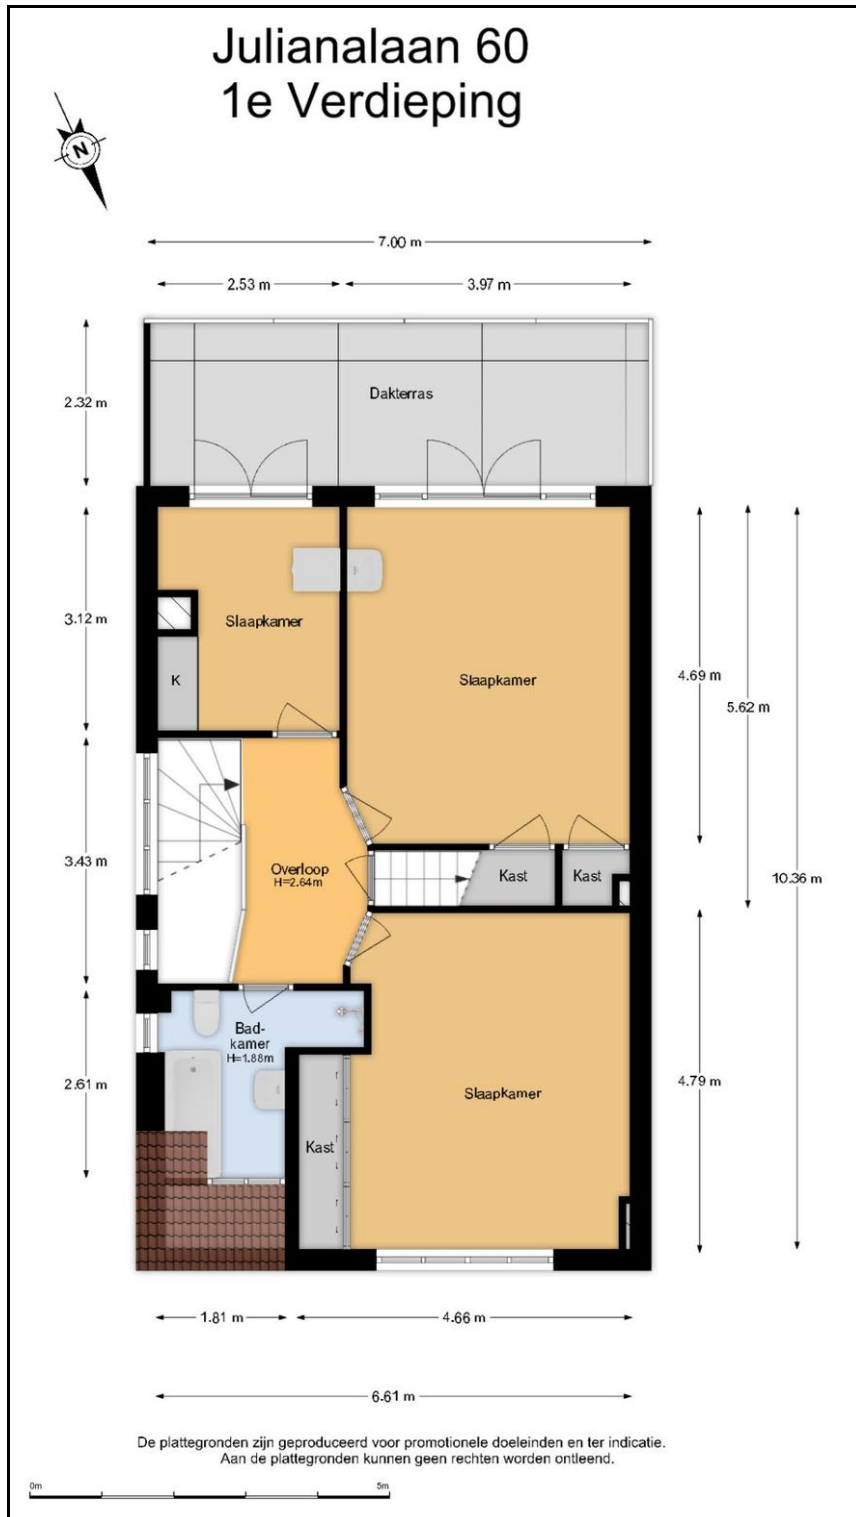 Julianalaan 60
1e Verdieping
N
7.00 m
2.53 m
3.97 m
2.32 m
Dakterras
3.12 m
Slaapkamer
K
Slaapkamer
4.69 m
5.62 m
10.36 m
3.43 m
Overloop
H=2.64m
Kast
Kast
Bad-
kamer
H=1.88m
2.61 m
Kast
Slaapkamer
4.79 m
1.81 m
4.66 m
6.61 m
De plattegronden zijn geproduceerd voor promotionele doeleinden en ter indicatie.
Aan de plattegronden kunnen geen rechten worden ontleend.
0m
5m